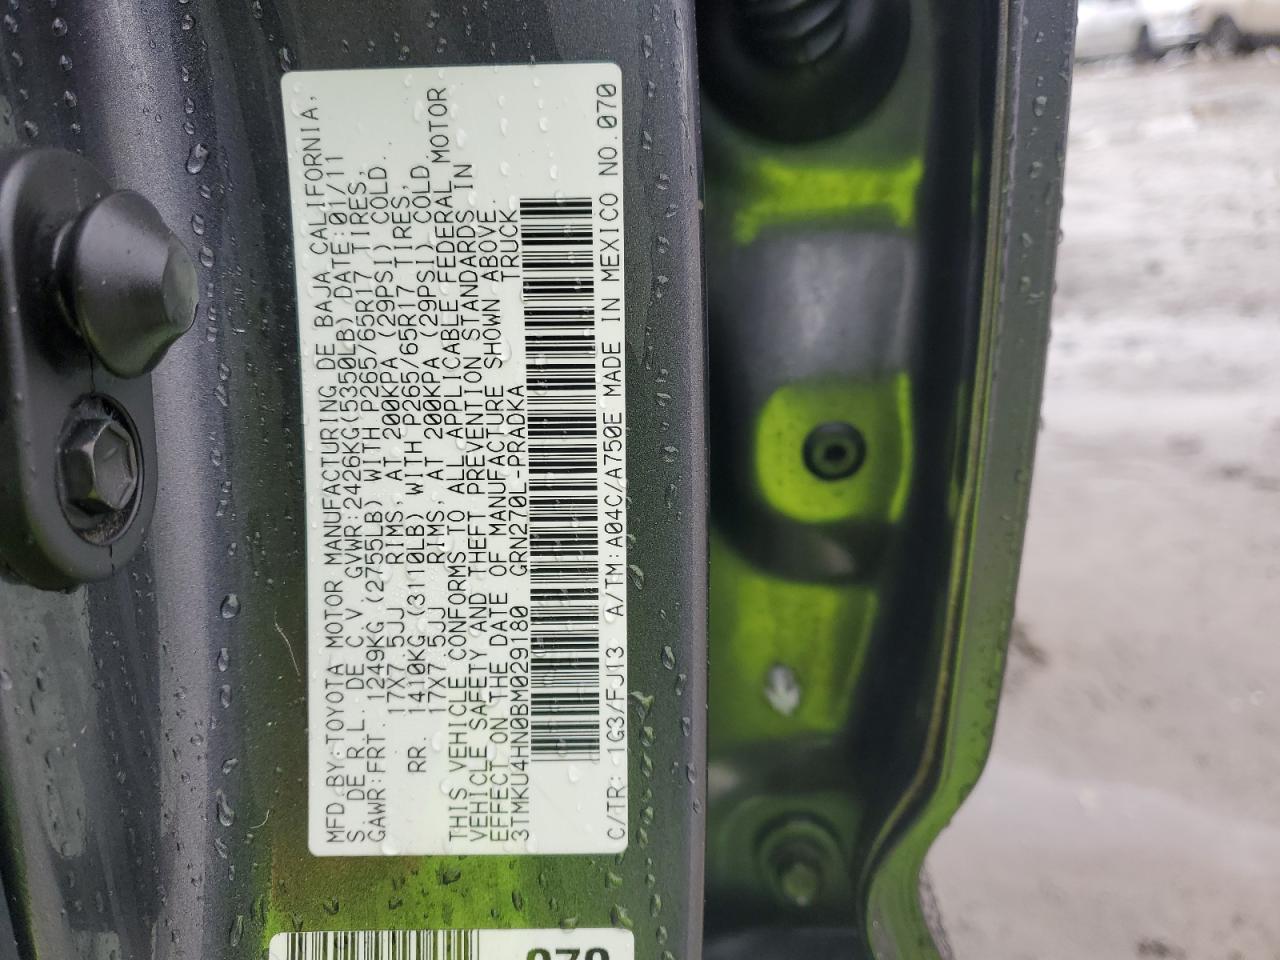 MFD.BY:TOYOTA MOTOR MANUFACTURING DE BAJA CALIFORNIA,
S. DE R.L. DE C.V. GVWR:2426KG(5350LB) DATE:01/11
GAWR:FRT. 1249KG (2755LB) WITH P265/65R17 TIRES,
17X7.5JJ RIMS, AT 200KPA (29PSI) COLD.
RR 1410KG(3110LB) WITH P265/65R17 TIRES,
17X7.5JJ RIMS, AT 200KPA (29PSI) COLD
THIS VEHICLE CONFORMS TO ALL APPLICABLE FEDERAL MOTOR
VEHICLE SAFETY AND THEFT PREVENTION STANDARDS IN
EFFECT ON THE DATE OF MANUFACTURE SHOWN ABOVE.
3TMKU4HN0BM029180 GRN270L-PRADKA TRUCK
C/TR: 1G3/FJ13 A/TM:A04C/A750E MADE IN MEXICO NO.070